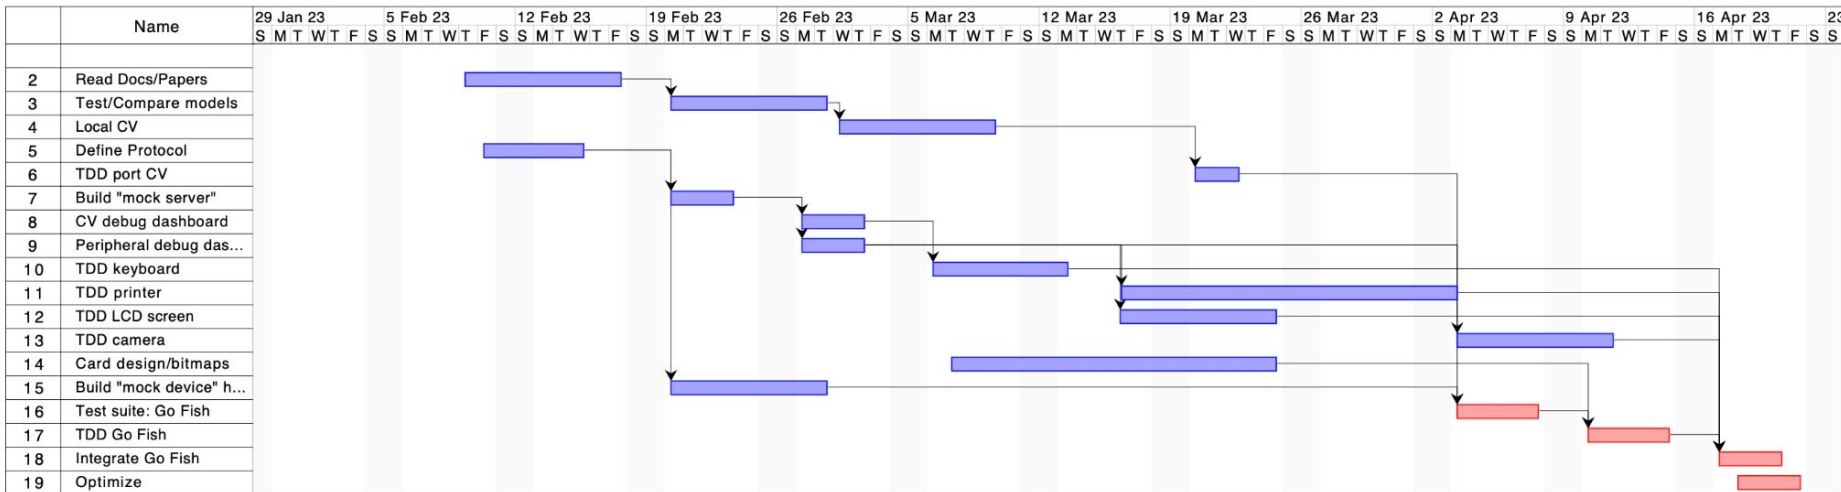 Name
29 Jan 23 5 Feb 23 12 Feb 23 19 Feb 23 26 Feb 23 5 Mar 23 12 Mar 23 19 Mar 23 26 Mar 23 2 Apr 23 9 Apr 23 16 Apr 23 23
S M T W T F S S M T W T F S S M T W T F S S M T W T F S S M T W T F S S M T W T F S S M T W T F S S M T W T F S S M T W T F S S M T W T F S S M T W T F S S M T W T F S S
2 Read Docs/Papers
3 Test/Compare models
4 Local CV
5 Define Protocol
6 TDD port CV
7 Build "mock server"
8 CV debug dashboard
9 Peripheral debug das...
10 TDD keyboard
11 TDD printer
12 TDD LCD screen
13 TDD camera
14 Card design/bitmaps
15 Build "mock device" h...
16 Test suite: Go Fish
17 TDD Go Fish
18 Integrate Go Fish
19 Optimize